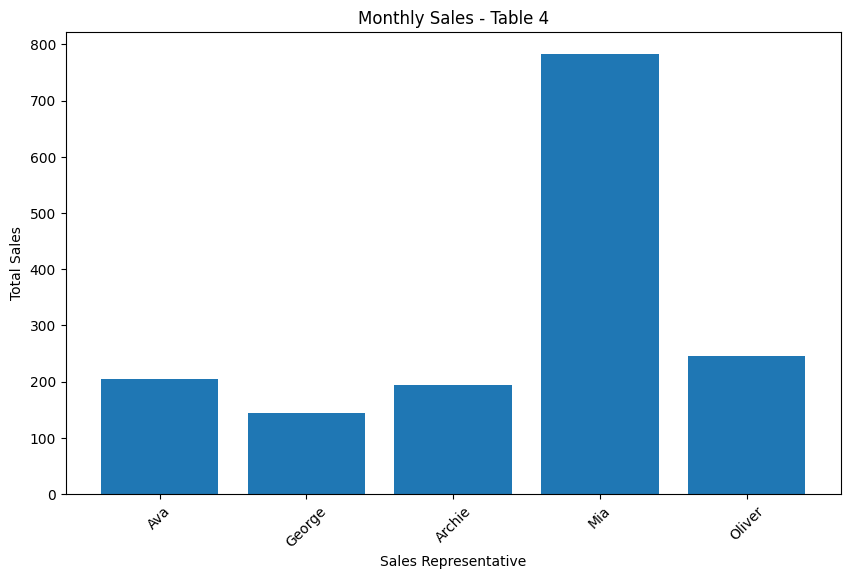 Monthly Sales - Table 4
Total Sales
800
700
600
500
400
300
200
100
0
Ava
George
Archie
Mia
Oliver
Sales Representative